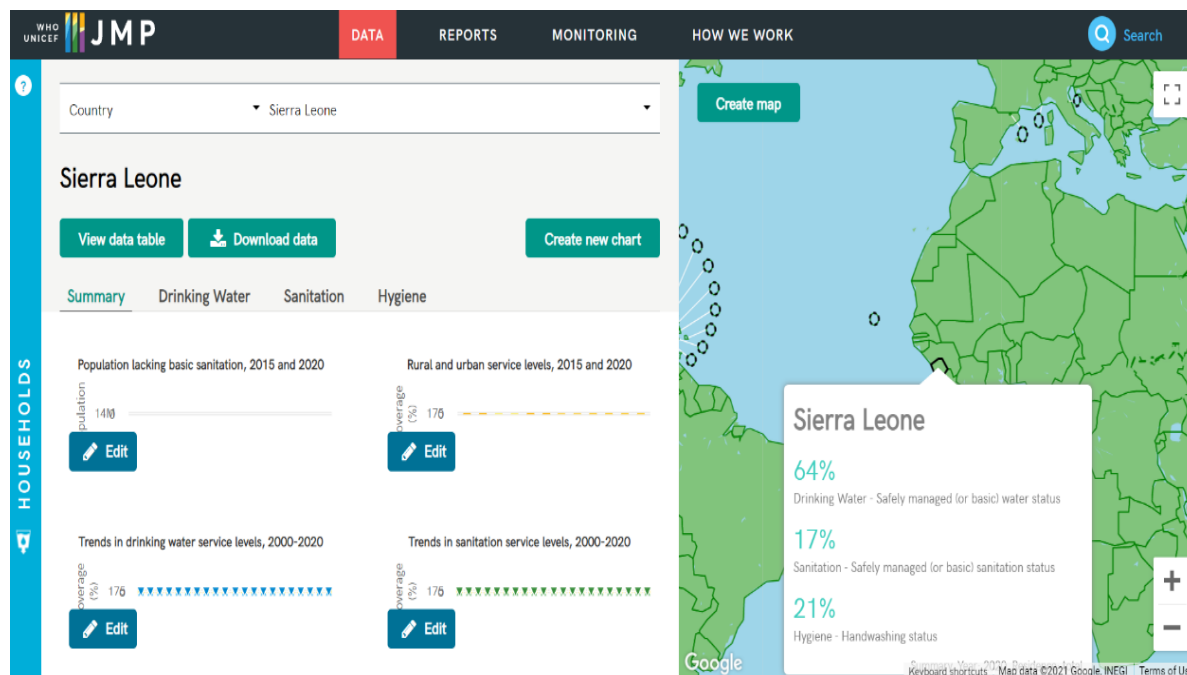 WHO
UNICEF
JMP
DATA
REPORTS
MONITORING
HOW WE WORK
Search
?
HOUSEHOLDS
Country
Sierra Leone
Sierra Leone
View data table
Download data
Create new chart
Summary
Drinking Water
Sanitation
Hygiene
Population lacking basic sanitation, 2015 and 2020
Edit
Rural and urban service levels, 2015 and 2020
(%)
Edit
Trends in drinking water service levels, 2000-2020
(%)
Edit
Trends in sanitation service levels, 2000-2020
(%)
Edit
Create map
Sierra Leone
64%
Drinking Water - Safely managed (or basic) water status
17%
Sanitation - Safely managed (or basic) sanitation status
21%
Hygiene - Handwashing status
+
−
Google
Keyboard shortcuts
Map data ©2021 Google, INEGI
Terms of Us